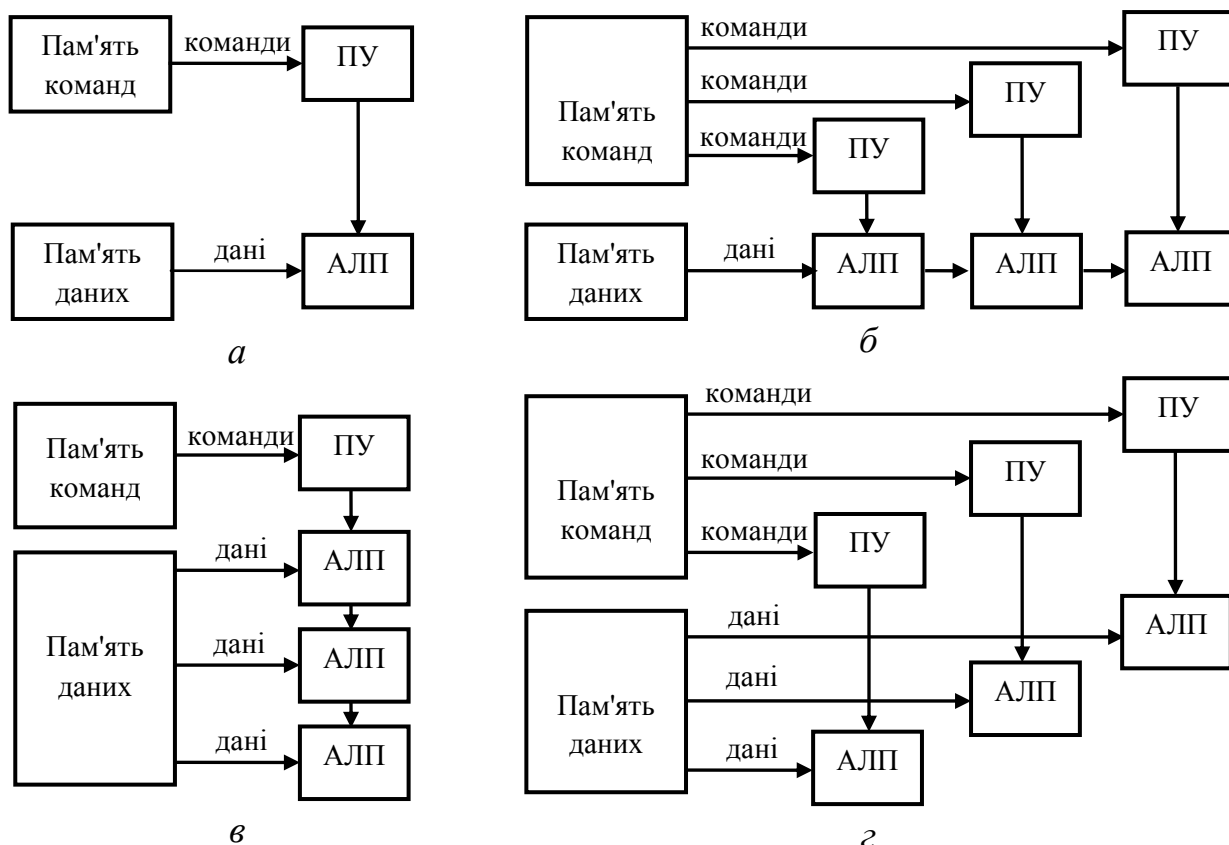 Пам'ять
команд
команди
ПУ
Пам'ять
даних
дані
АЛП
а
команди
ПУ
команди
ПУ
Пам'ять
команд
команди
ПУ
Пам'ять
даних
дані
АЛП
АЛП
АЛП
б
Пам'ять
команд
команди
ПУ
Пам'ять
даних
дані
АЛП
дані
АЛП
дані
АЛП
в
команди
ПУ
команди
ПУ
Пам'ять
команд
команди
ПУ
Пам'ять
даних
дані
АЛП
дані
АЛП
дані
АЛП
г